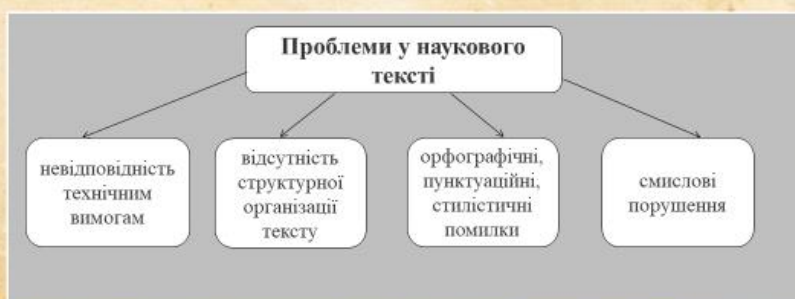 Проблеми у наукового
тексті
невідповідність
технічним
вимогам
відсутність
структурної
організації
тексту
орфографічні,
пунктуаційні,
стилістичні
помилки
смислові
порушення